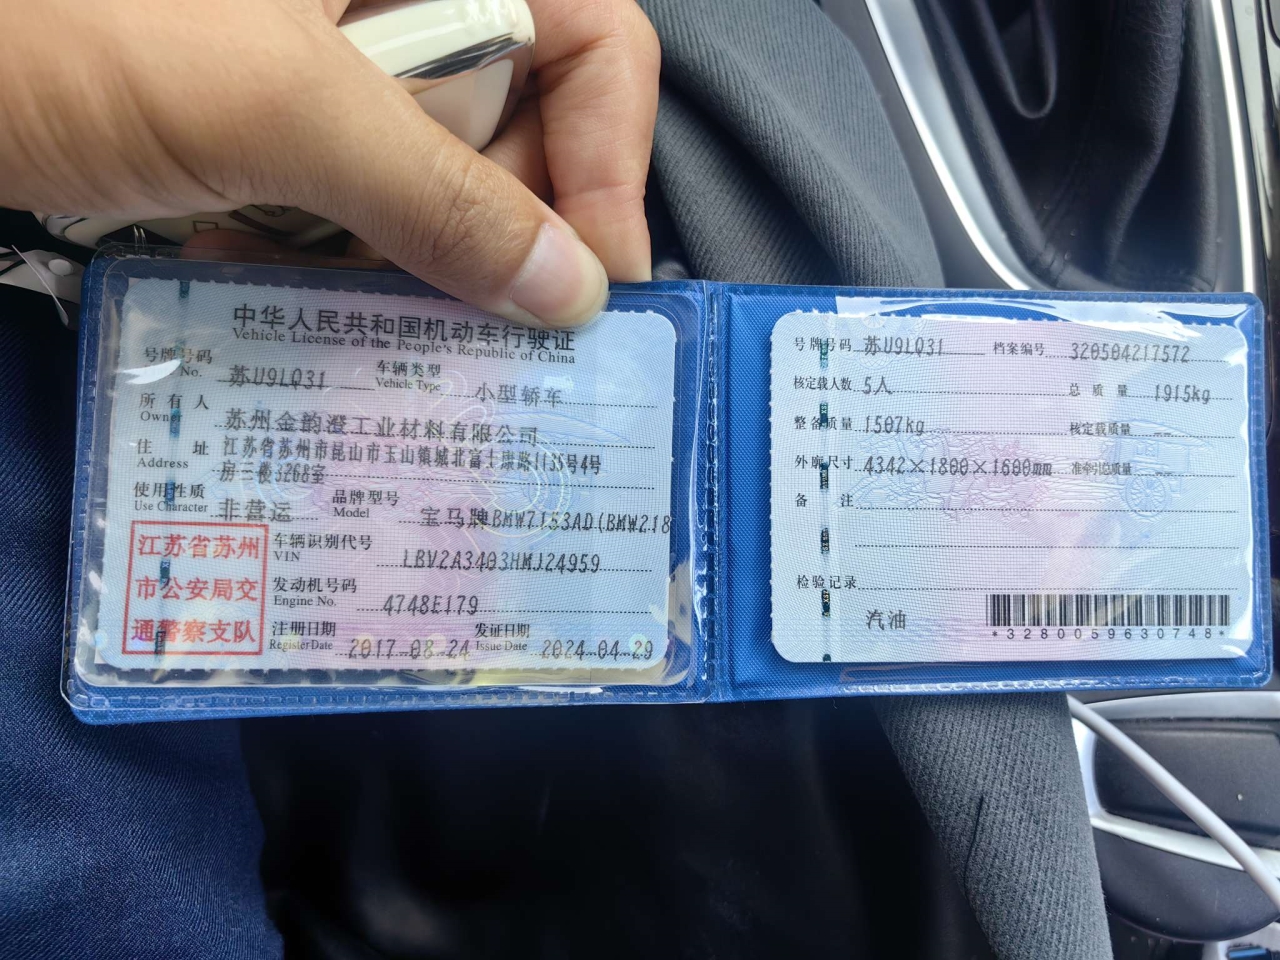 中华人民共和国机动车行驶证
Vehicle License of the People's Republic of China
号牌号码 苏U9LQ31 车辆类型 小型轿车
No. Vehicle Type
所有人 苏州金韵澄工业材料有限公司
Owner
住址 江苏省苏州市昆山市玉山镇城北富士康路1135号4号
Address 房三楼3268室
使用性质 非营运 品牌型号 宝马牌BMW7153AD(BMW218
Use Character Model
江苏省苏州
市公安局交
通警察支队
车辆识别代号 LBV2A3403HMJ24959
VIN
发动机号码 4748E179
Engine No.
注册日期 2017-08-24 发证日期 2024-04-29
Register Date Issue Date
号牌号码 苏U9LQ31 档案编号 320504217572
核定载人数 5人 总质量 1915kg
整备质量 1507kg 核定载质量 --
外廓尺寸 4342×1800×1600 准牵引总质量 --
备注
检验记录
汽油
*3280059630748*